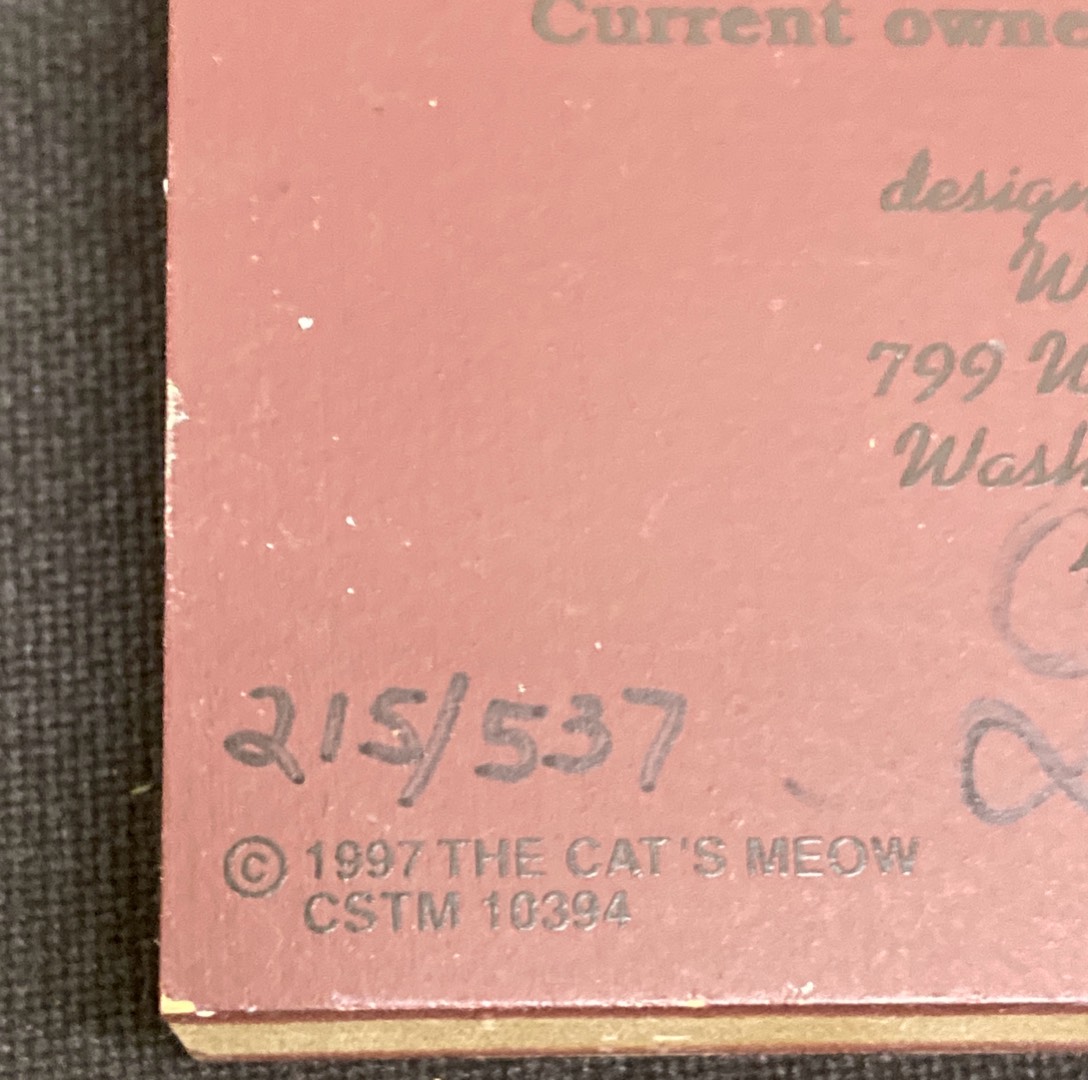 Current owne
design
W
799 W
Wash
215/537
© 1997 THE CAT'S MEOW
CSTM 10394